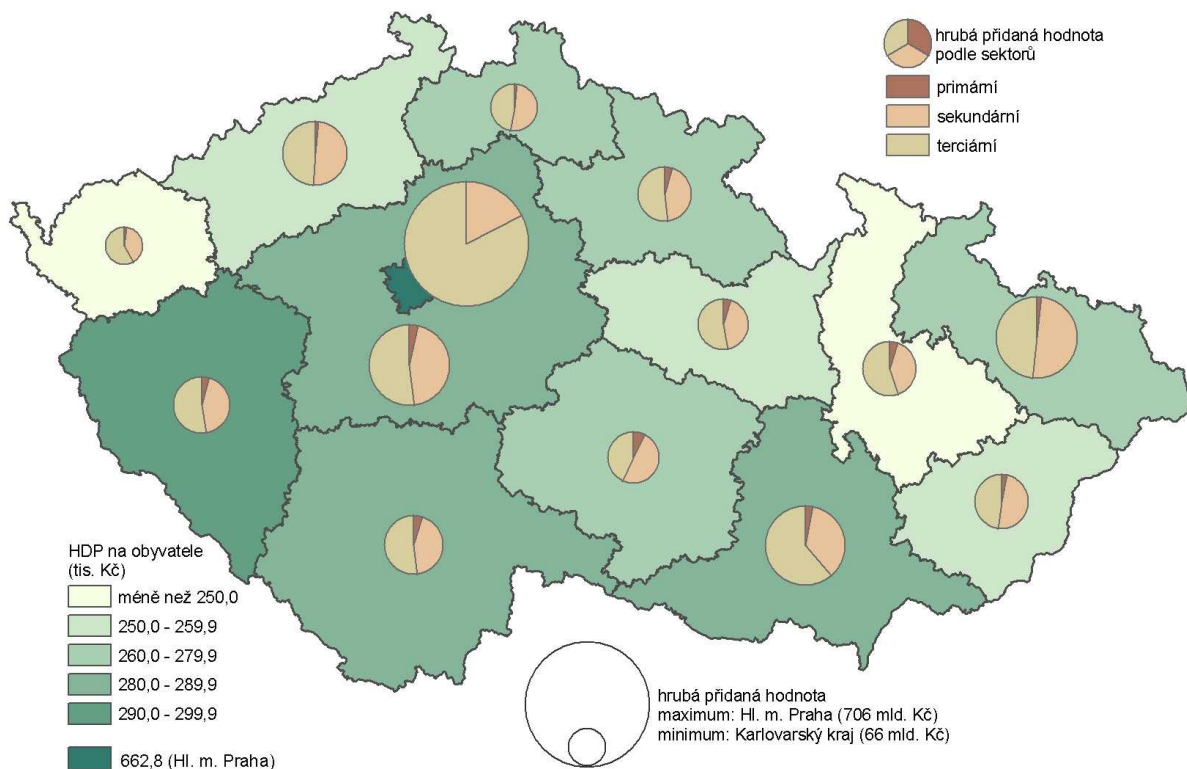 hrubá přidaná hodnota
podle sektorů
primární
sekundární
terciární
HDP na obyvatele
(tis. Kč)
méně než 250,0
250,0 - 259,9
260,0 - 279,9
280,0 - 289,9
290,0 - 299,9
662,8 (Hl. m. Praha)
hrubá přidaná hodnota
maximum: Hl. m. Praha (706 mld. Kč)
minimum: Karlovarský kraj (66 mld. Kč)